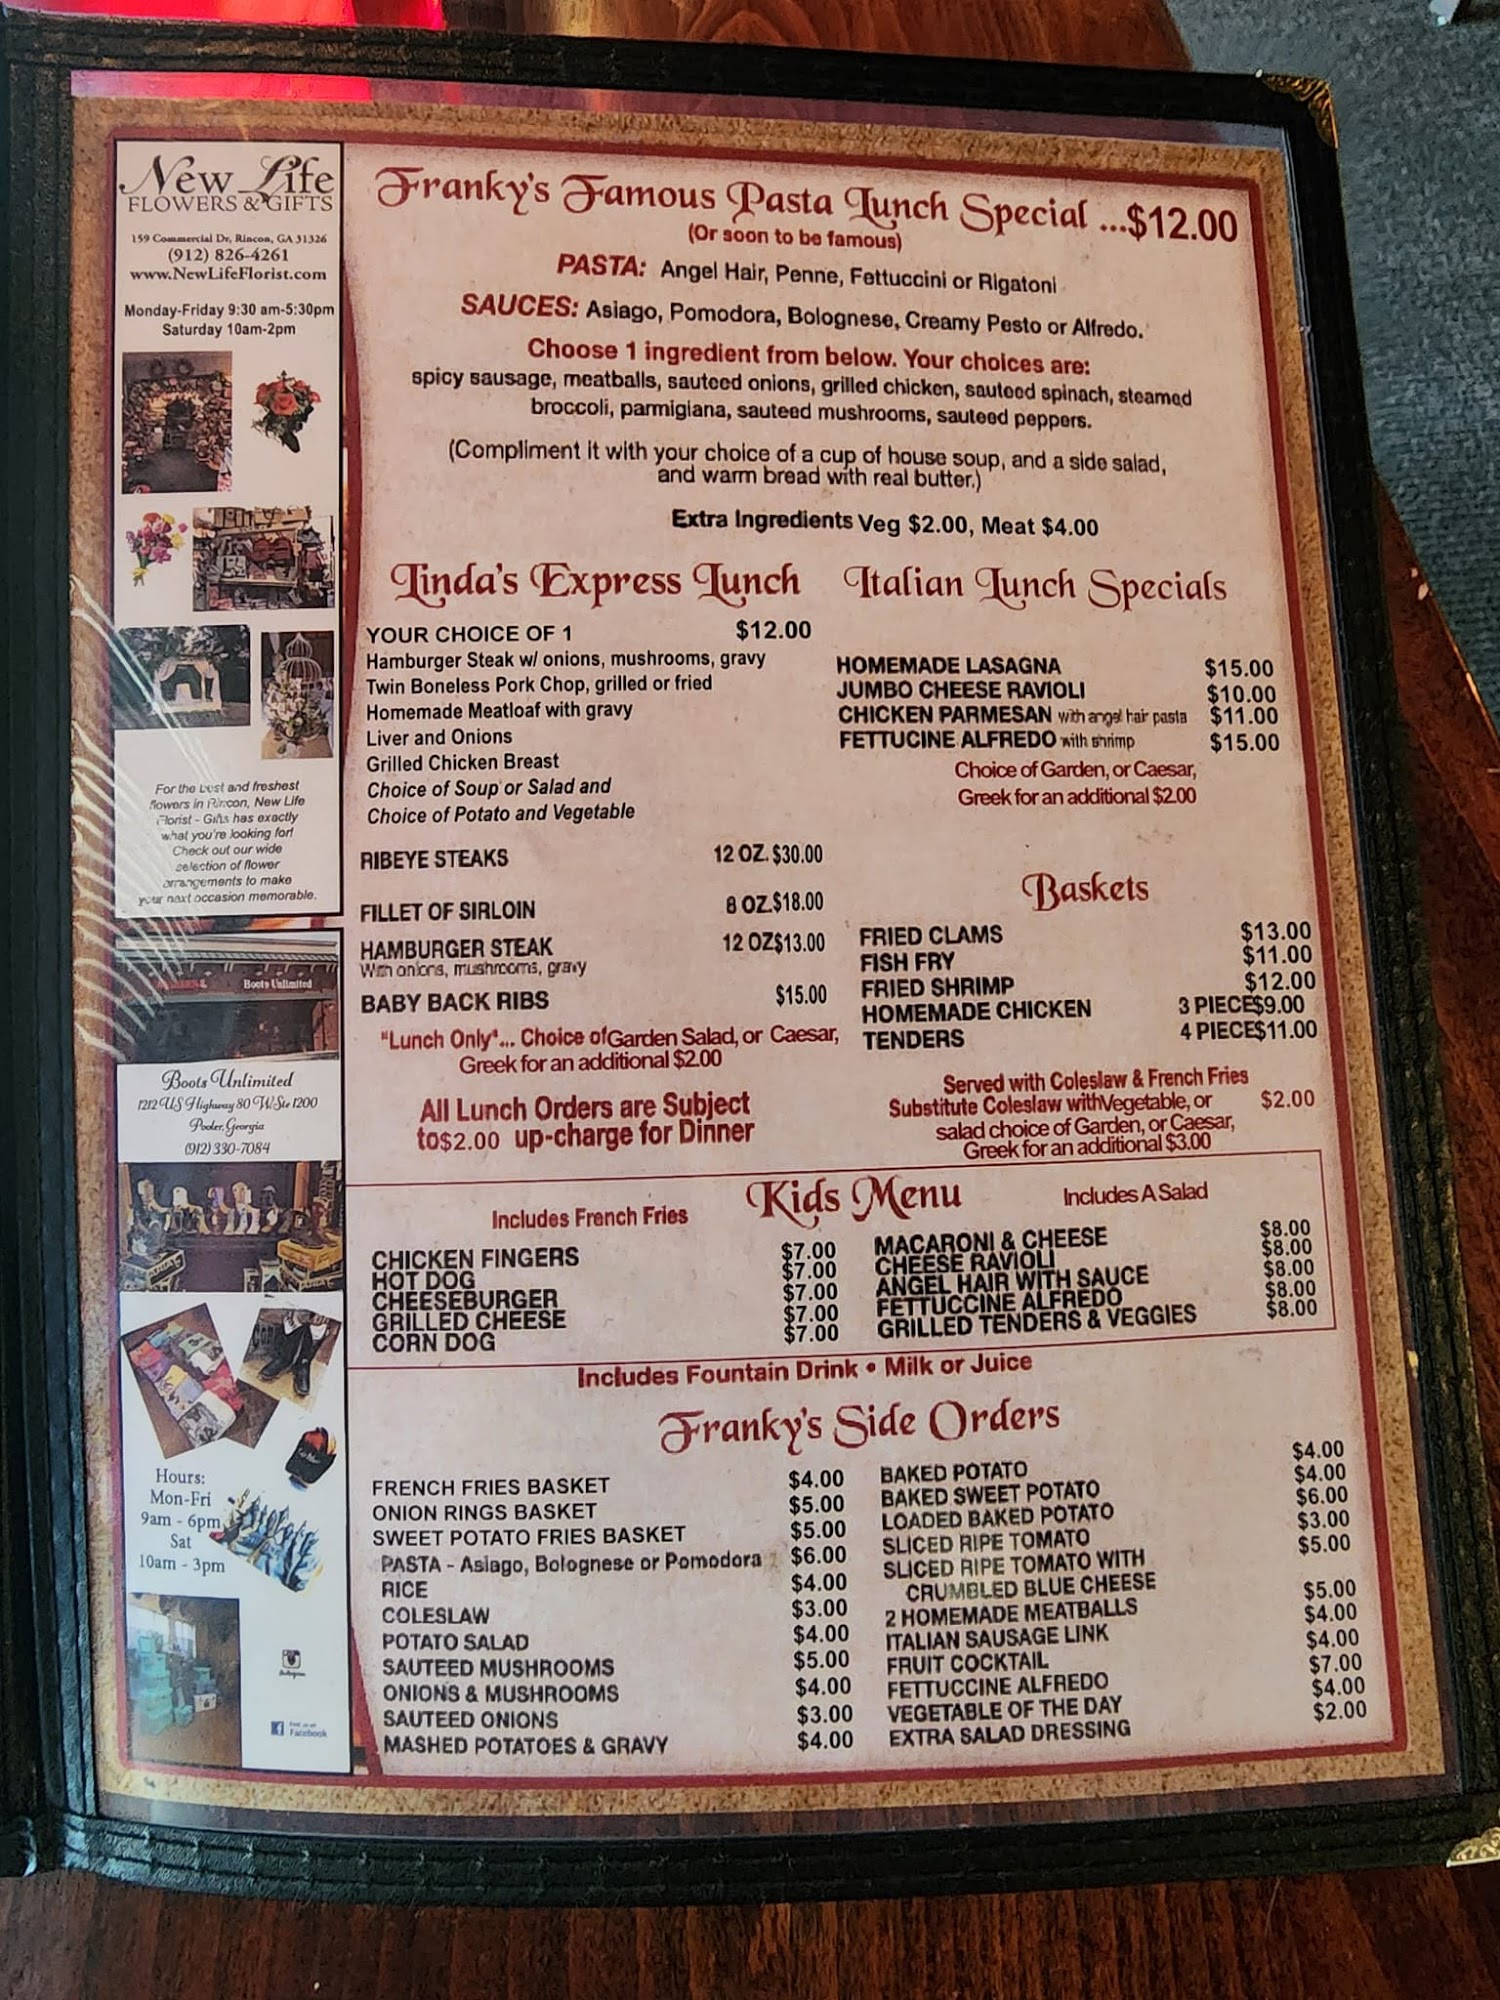 New Life
FLOWERS & GIFTS
159 Commercial Dr, Rincon, GA 31326
(912) 826-4261
www.NewLifeFlorist.com
Monday-Friday 9:30 am-5:30pm
Saturday 10am-2pm
For the best and freshest
flowers in Rincon, New Life
Florist - Gifts has exactly
what you're looking for!
Check out our wide
selection of flower
arrangements to make
your next occasion memorable.
Boots Unlimited
Boots Unlimited
1212 US Highway 80 W Ste 1200
Pooler, Georgia
(912) 330-7084
Hours:
Mon-Fri
9am - 6pm
Sat
10am - 3pm
Instagram
Find us on
Facebook
Franky's Famous Pasta Lunch Special ...$12.00
(Or soon to be famous)
PASTA: Angel Hair, Penne, Fettuccini or Rigatoni
SAUCES: Asiago, Pomodora, Bolognese, Creamy Pesto or Alfredo.
Choose 1 ingredient from below. Your choices are:
spicy sausage, meatballs, sauteed onions, grilled chicken, sauteed spinach, steamed
broccoli, parmigiana, sauteed mushrooms, sauteed peppers.
(Compliment it with your choice of a cup of house soup, and a side salad,
and warm bread with real butter.)
Extra Ingredients Veg $2.00, Meat $4.00
Linda's Express Lunch
YOUR CHOICE OF 1 $12.00
Hamburger Steak w/ onions, mushrooms, gravy
Twin Boneless Pork Chop, grilled or fried
Homemade Meatloaf with gravy
Liver and Onions
Grilled Chicken Breast
Choice of Soup or Salad and
Choice of Potato and Vegetable
RIBEYE STEAKS 12 OZ. $30.00
FILLET OF SIRLOIN 8 OZ.$18.00
HAMBURGER STEAK 12 OZ$13.00
With onions, mushrooms, gravy
BABY BACK RIBS $15.00
"Lunch Only"... Choice of Garden Salad, or Caesar,
Greek for an additional $2.00
All Lunch Orders are Subject
to$2.00 up-charge for Dinner
Italian Lunch Specials
HOMEMADE LASAGNA $15.00
JUMBO CHEESE RAVIOLI $10.00
CHICKEN PARMESAN with angel hair pasta $11.00
FETTUCINE ALFREDO with shrimp $15.00
Choice of Garden, or Caesar,
Greek for an additional $2.00
Baskets
FRIED CLAMS $13.00
FISH FRY $11.00
FRIED SHRIMP $12.00
HOMEMADE CHICKEN 3 PIECE$9.00
TENDERS 4 PIECE$11.00
Served with Coleslaw & French Fries
Substitute Coleslaw withVegetable, or $2.00
salad choice of Garden, or Caesar,
Greek for an additional $3.00
Kids Menu
Includes French Fries
CHICKEN FINGERS $7.00
HOT DOG $7.00
CHEESEBURGER $7.00
GRILLED CHEESE $7.00
CORN DOG $7.00
Includes A Salad
MACARONI & CHEESE $8.00
CHEESE RAVIOLI $8.00
ANGEL HAIR WITH SAUCE $8.00
FETTUCCINE ALFREDO $8.00
GRILLED TENDERS & VEGGIES $8.00
Includes Fountain Drink • Milk or Juice
Franky's Side Orders
FRENCH FRIES BASKET $4.00
ONION RINGS BASKET $5.00
SWEET POTATO FRIES BASKET $5.00
PASTA - Asiago, Bolognese or Pomodora $6.00
RICE $4.00
COLESLAW $3.00
POTATO SALAD $4.00
SAUTEED MUSHROOMS $5.00
ONIONS & MUSHROOMS $4.00
SAUTEED ONIONS $3.00
MASHED POTATOES & GRAVY $4.00
BAKED POTATO $4.00
BAKED SWEET POTATO $4.00
LOADED BAKED POTATO $6.00
SLICED RIPE TOMATO $3.00
SLICED RIPE TOMATO WITH $5.00
CRUMBLED BLUE CHEESE
2 HOMEMADE MEATBALLS $5.00
ITALIAN SAUSAGE LINK $4.00
FRUIT COCKTAIL $4.00
FETTUCCINE ALFREDO $7.00
VEGETABLE OF THE DAY $4.00
EXTRA SALAD DRESSING $2.00